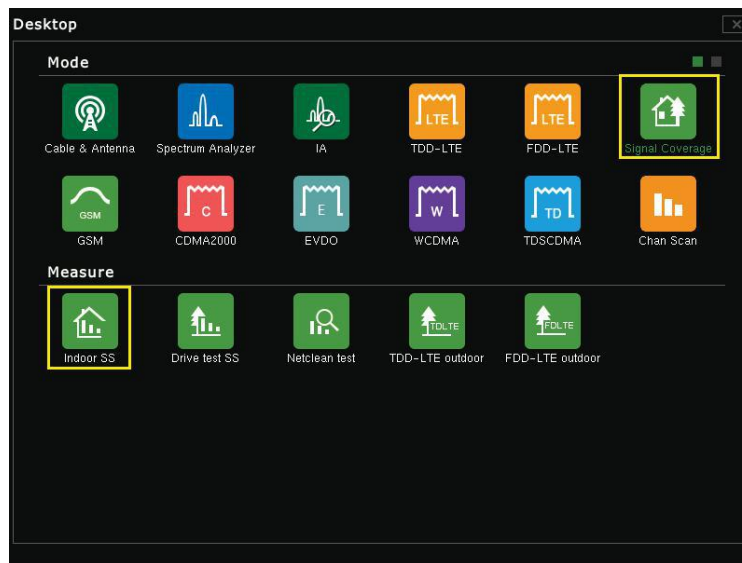 Desktop
Mode
LTE LTE
Cable & Antenna Spectrum Analyzer IA TDD-LTE FDD-LTE Signal Coverage
GSM C E W TD
GSM CDMA2000 EVDO WCDMA TDSCDMA Chan Scan
Measure
TDLTE FDLTE
Indoor SS Drive test SS Netclean test TDD-LTE outdoor FDD-LTE outdoor